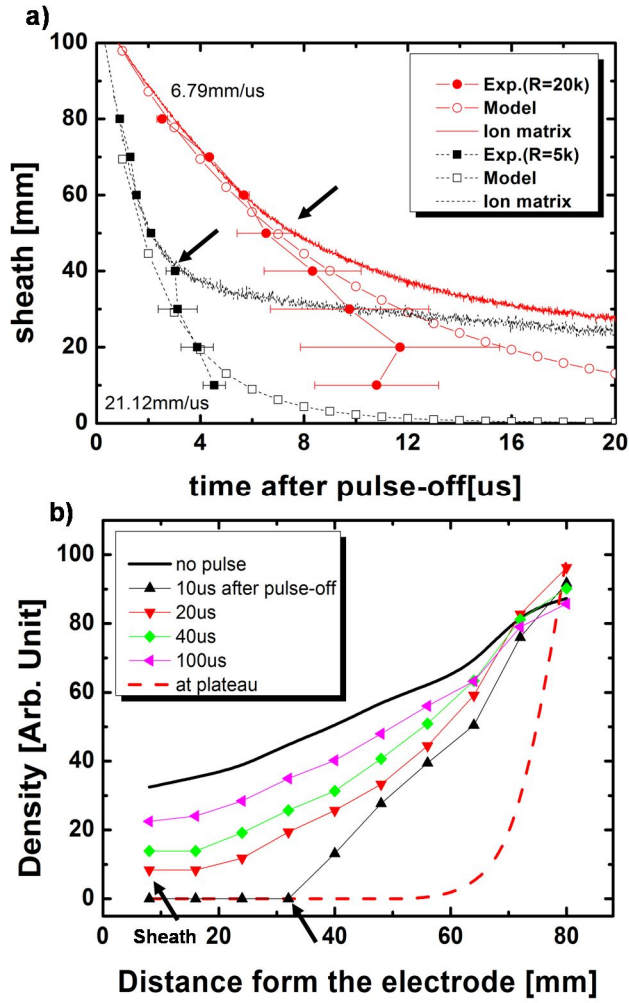 a)
100
80
60
40
20
0
sheath [mm]
6.79mm/us
21.12mm/us
Exp.(R=20k)
Model
Ion matrix
Exp.(R=5k)
Model
Ion matrix
0 4 8 12 16 20
time after pulse-off[us]
b)
100
80
60
40
20
0
Density [Arb. Unit]
no pulse
10us after pulse-off
20us
40us
100us
at plateau
Sheath
0 20 40 60 80
Distance form the electrode [mm]